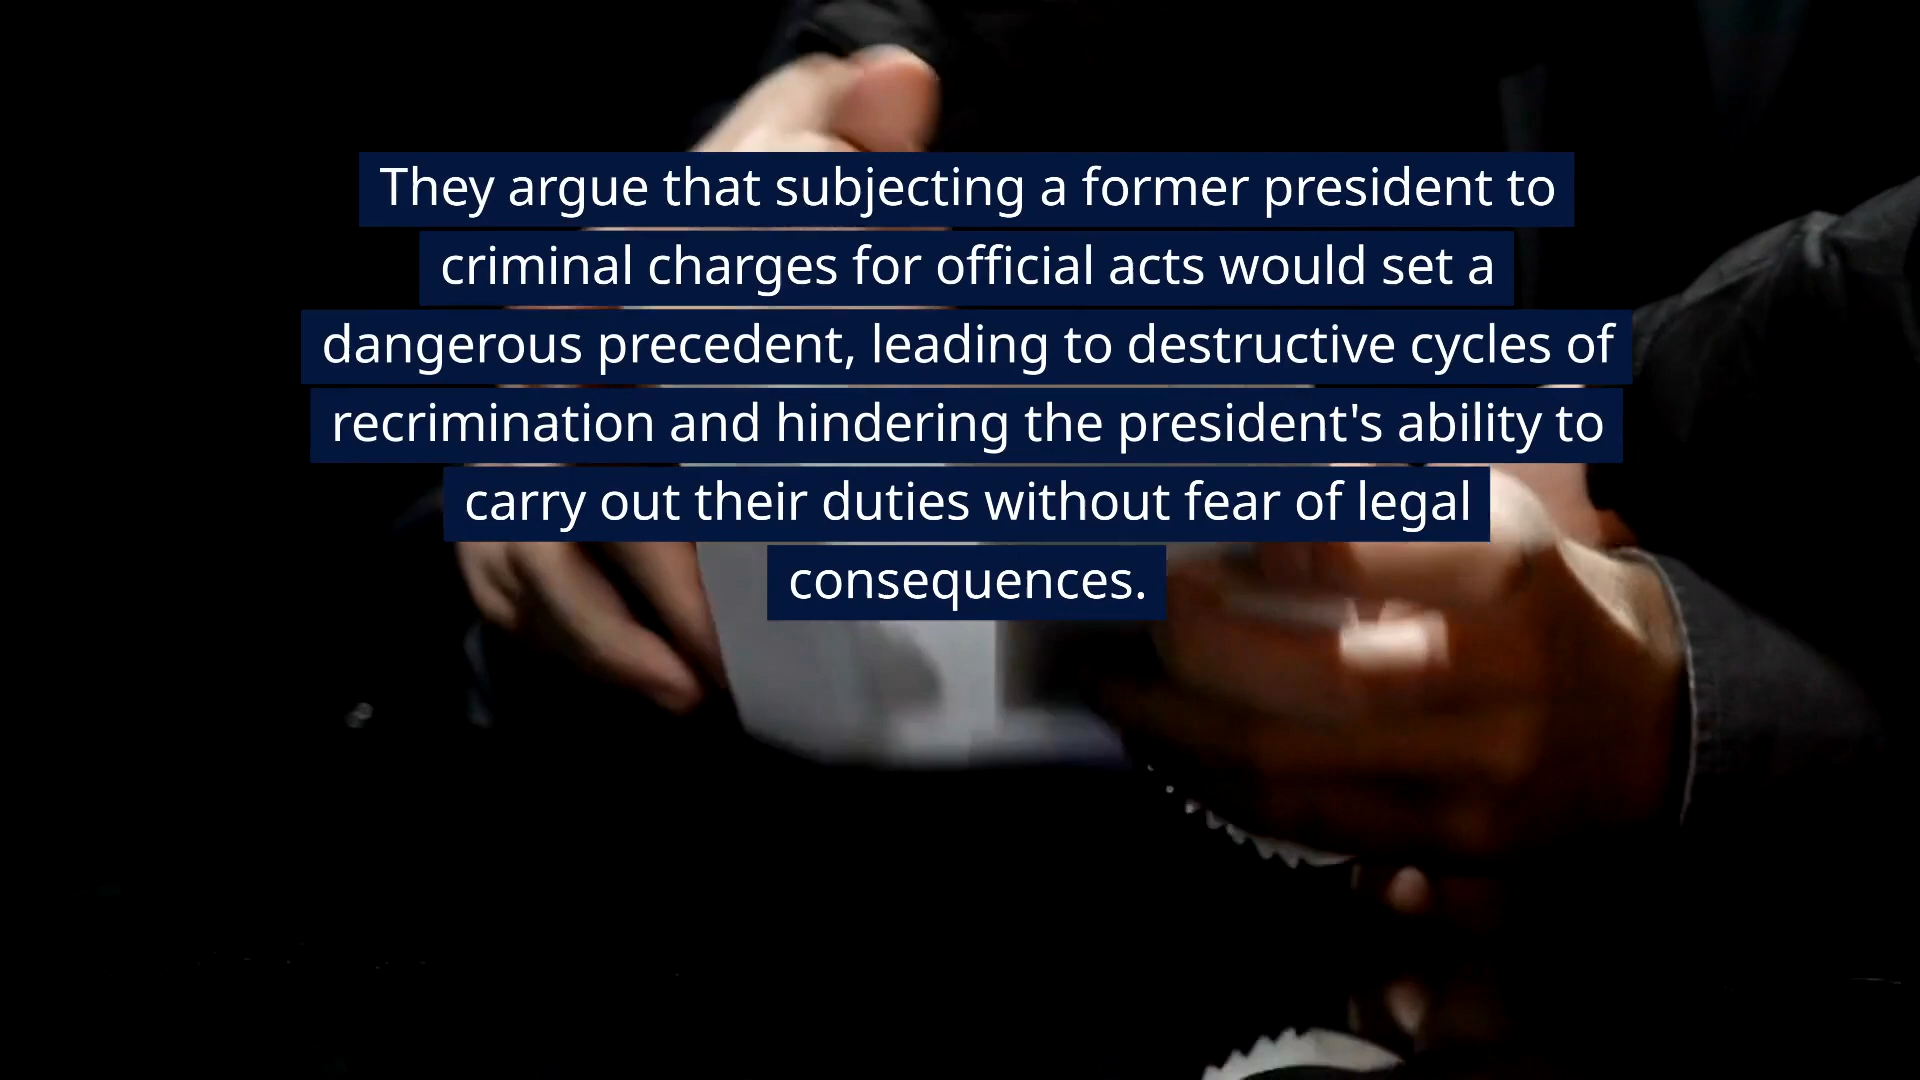 They argue that subjecting a former president to
criminal charges for official acts would set a
dangerous precedent, leading to destructive cycles of
recrimination and hindering the president's ability to
carry out their duties without fear of legal
consequences.